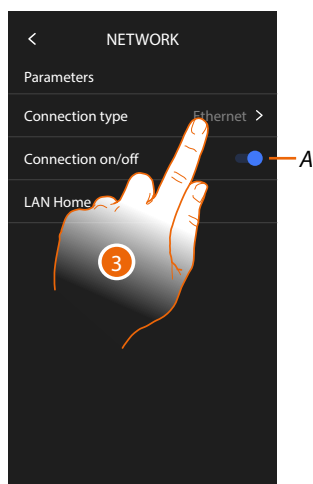 < NETWORK
Parameters
Connection type Ethernet >
Connection on/off A
LAN Home
3